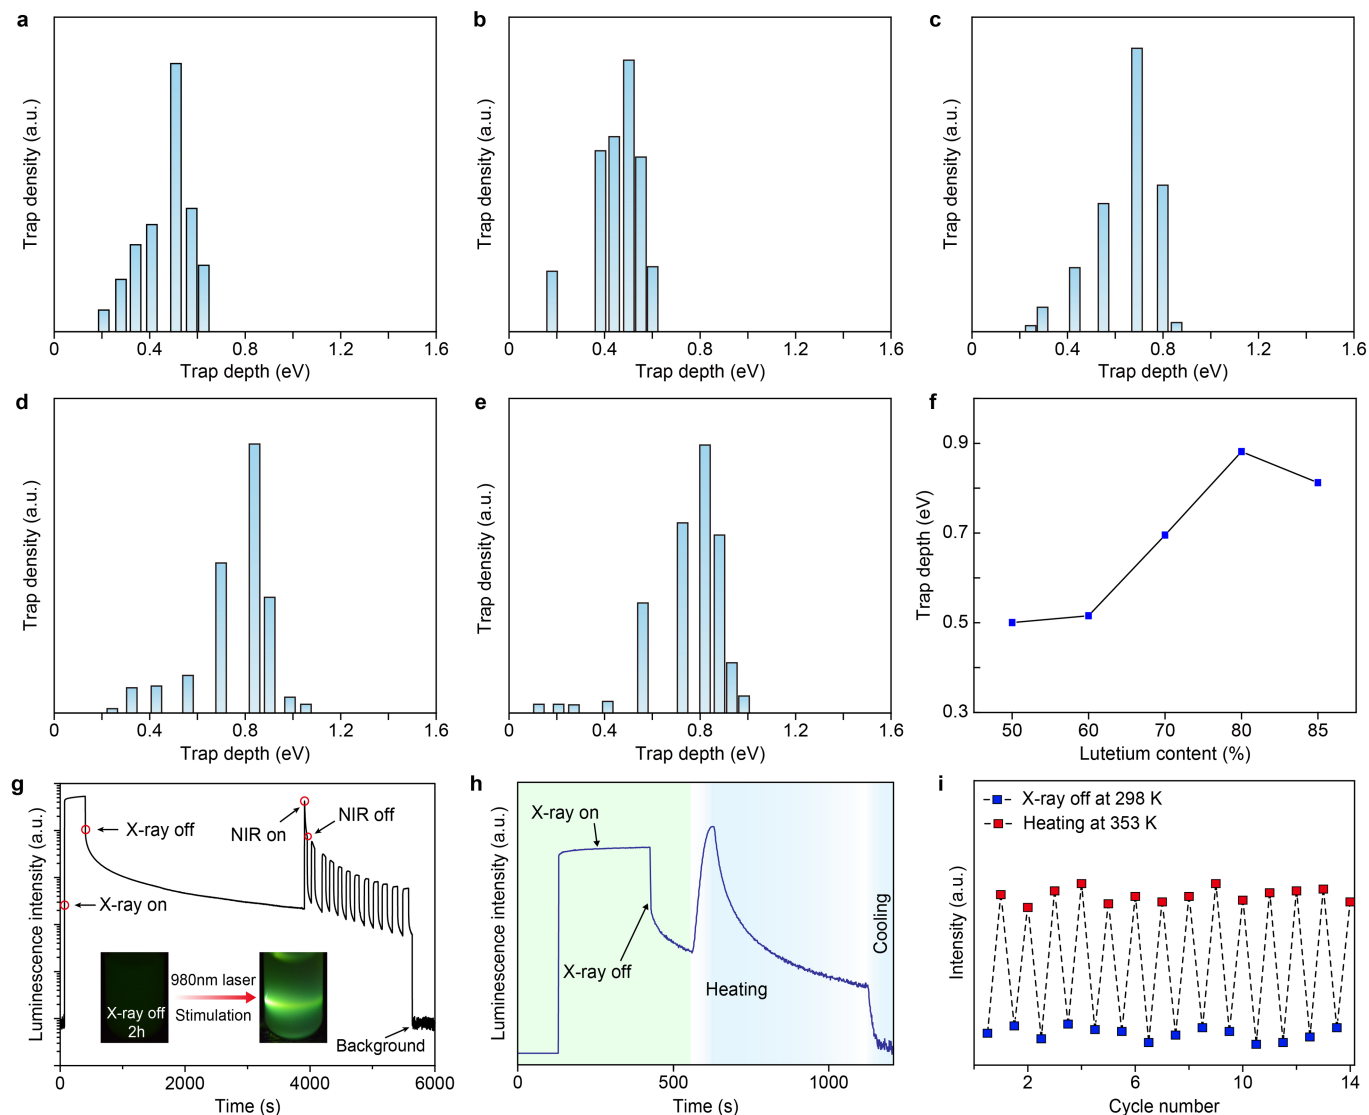 a
Trap density (a.u.)
0 0.4 0.8 1.2 1.6
Trap depth (eV)
b
Trap density (a.u.)
0 0.4 0.8 1.2 1.6
Trap depth (eV)
c
Trap density (a.u.)
0 0.4 0.8 1.2 1.6
Trap depth (eV)
d
Trap density (a.u.)
0 0.4 0.8 1.2 1.6
Trap depth (eV)
e
Trap density (a.u.)
0 0.4 0.8 1.2 1.6
Trap depth (eV)
f
Trap depth (eV)
0.9
0.7
0.5
0.3
50 60 70 80 85
Lutetium content (%)
g
Luminescence intensity (a.u.)
X-ray off
X-ray on
NIR on
NIR off
980nm laser
Stimulation
X-ray off
2h
Background
0 2000 4000 6000
Time (s)
h
Luminescence intensity (a.u.)
X-ray on
X-ray off
Heating
Cooling
0 500 1000
Time (s)
i
X-ray off at 298 K
Heating at 353 K
Intensity (a.u.)
2 6 10 14
Cycle number